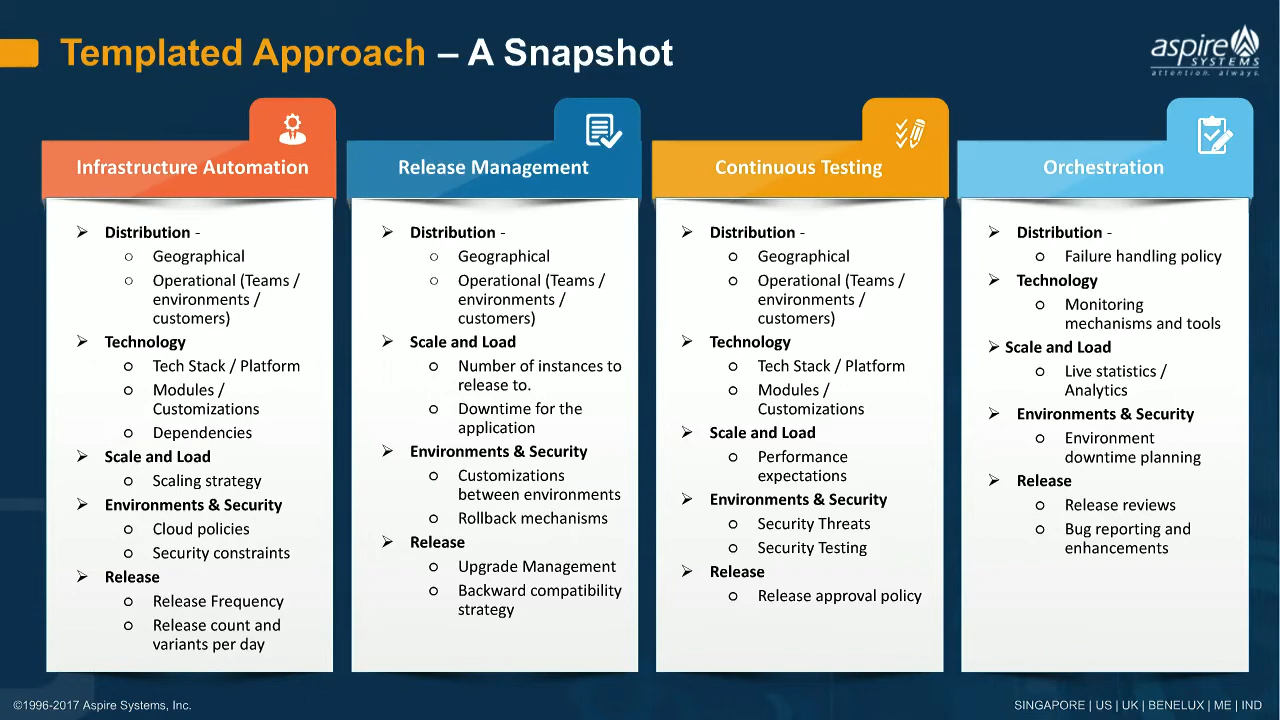 Templated Approach – A Snapshot
aspire
SYSTEMS
attention. always.
Infrastructure Automation
➢ Distribution -
○ Geographical
○ Operational (Teams /
environments /
customers)
➢ Technology
○ Tech Stack / Platform
○ Modules /
Customizations
○ Dependencies
➢ Scale and Load
○ Scaling strategy
➢ Environments & Security
○ Cloud policies
○ Security constraints
➢ Release
○ Release Frequency
○ Release count and
variants per day
Release Management
➢ Distribution -
○ Geographical
○ Operational (Teams /
environments /
customers)
➢ Scale and Load
○ Number of instances to
release to.
○ Downtime for the
application
➢ Environments & Security
○ Customizations
between environments
○ Rollback mechanisms
➢ Release
○ Upgrade Management
○ Backward compatibility
strategy
Continuous Testing
➢ Distribution -
○ Geographical
○ Operational (Teams /
environments /
customers)
➢ Technology
○ Tech Stack / Platform
○ Modules /
Customizations
➢ Scale and Load
○ Performance
expectations
➢ Environments & Security
○ Security Threats
○ Security Testing
➢ Release
○ Release approval policy
Orchestration
➢ Distribution -
○ Failure handling policy
➢ Technology
○ Monitoring
mechanisms and tools
➢ Scale and Load
○ Live statistics /
Analytics
➢ Environments & Security
○ Environment
downtime planning
➢ Release
○ Release reviews
○ Bug reporting and
enhancements
©1996-2017 Aspire Systems, Inc.
SINGAPORE | US | UK | BENELUX | ME | IND